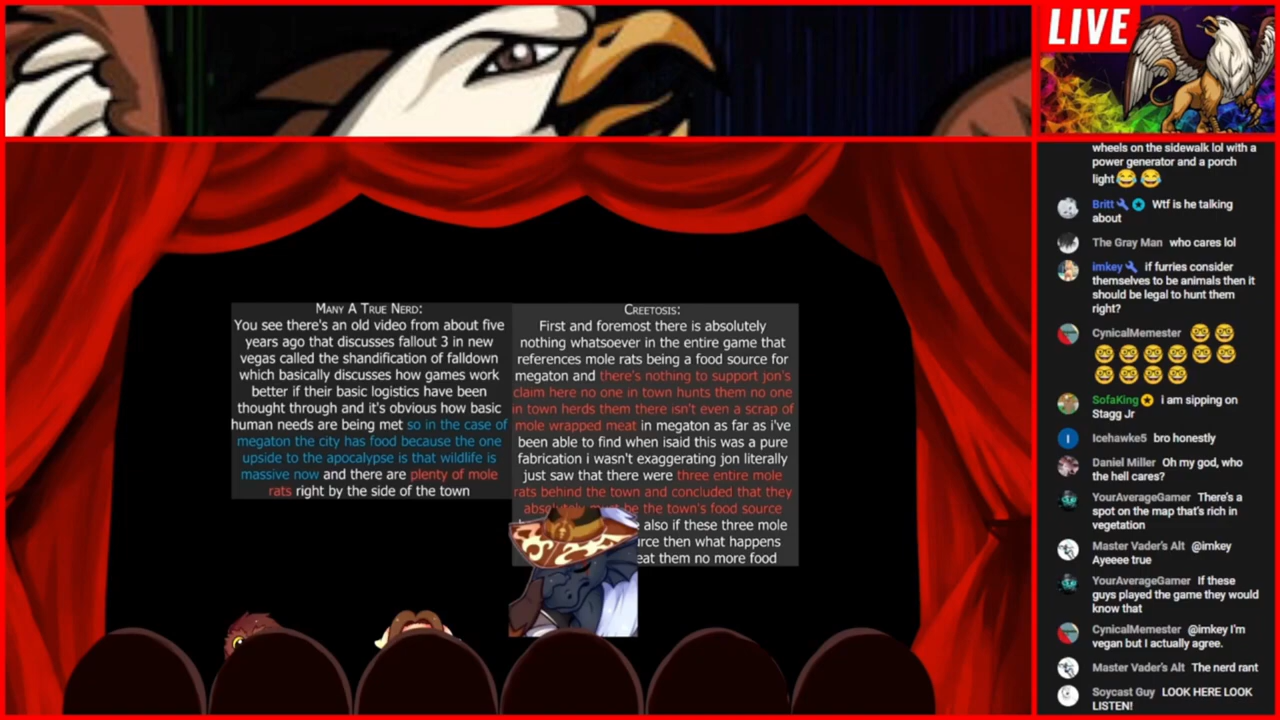 LIVE
MANY A TRUE NERD:
You see there's an old video from about five
years ago that discusses fallout 3 in new
vegas called the shandification of falldown
which basically discusses how games work
better if their basic logistics have been
thought through and it's obvious how basic
human needs are being met so in the case of
megaton the city has food because the one
upside to the apocalypse is that wildlife is
massive now and there are plenty of mole
rats right by the side of the town
CREETOSIS:
First and foremost there is absolutely
nothing whatsoever in the entire game that
references mole rats being a food source for
megaton and there's nothing to support jon's
claim here no one in town hunts them no one
in town herds them there isn't even a scrap of
mole wrapped meat in megaton as far as i've
been able to find when isaid this was a pure
fabrication i wasn't exaggerating jon literally
just saw that there were three entire mole
rats behind the town and concluded that they
absolutely must be the town's food source
also if these three mole
then what happens
eat them no more food
wheels on the sidewalk lol with a
power generator and a porch
light😂😂
Britt Wtf is he talking
about
The Gray Man who cares lol
imkey if furries consider
themselves to be animals then it
should be legal to hunt them
right?
CynicalMemester 🤓🤓
🤓🤓🤓🤓🤓🤓
🤓🤓🤓🤓
SofaKing i am sipping on
Stagg Jr
I
Icehawke5 bro honestly
Daniel Miller Oh my god, who
the hell cares?
YourAverageGamer There's a
spot on the map that's rich in
vegetation
Master Vader's Alt @imkey
Ayeeee true
YourAverageGamer If these
guys played the game they would
know that
CynicalMemester @imkey I'm
vegan but I actually agree.
Master Vader's Alt The nerd rant
Soycast Guy LOOK HERE LOOK
LISTEN!